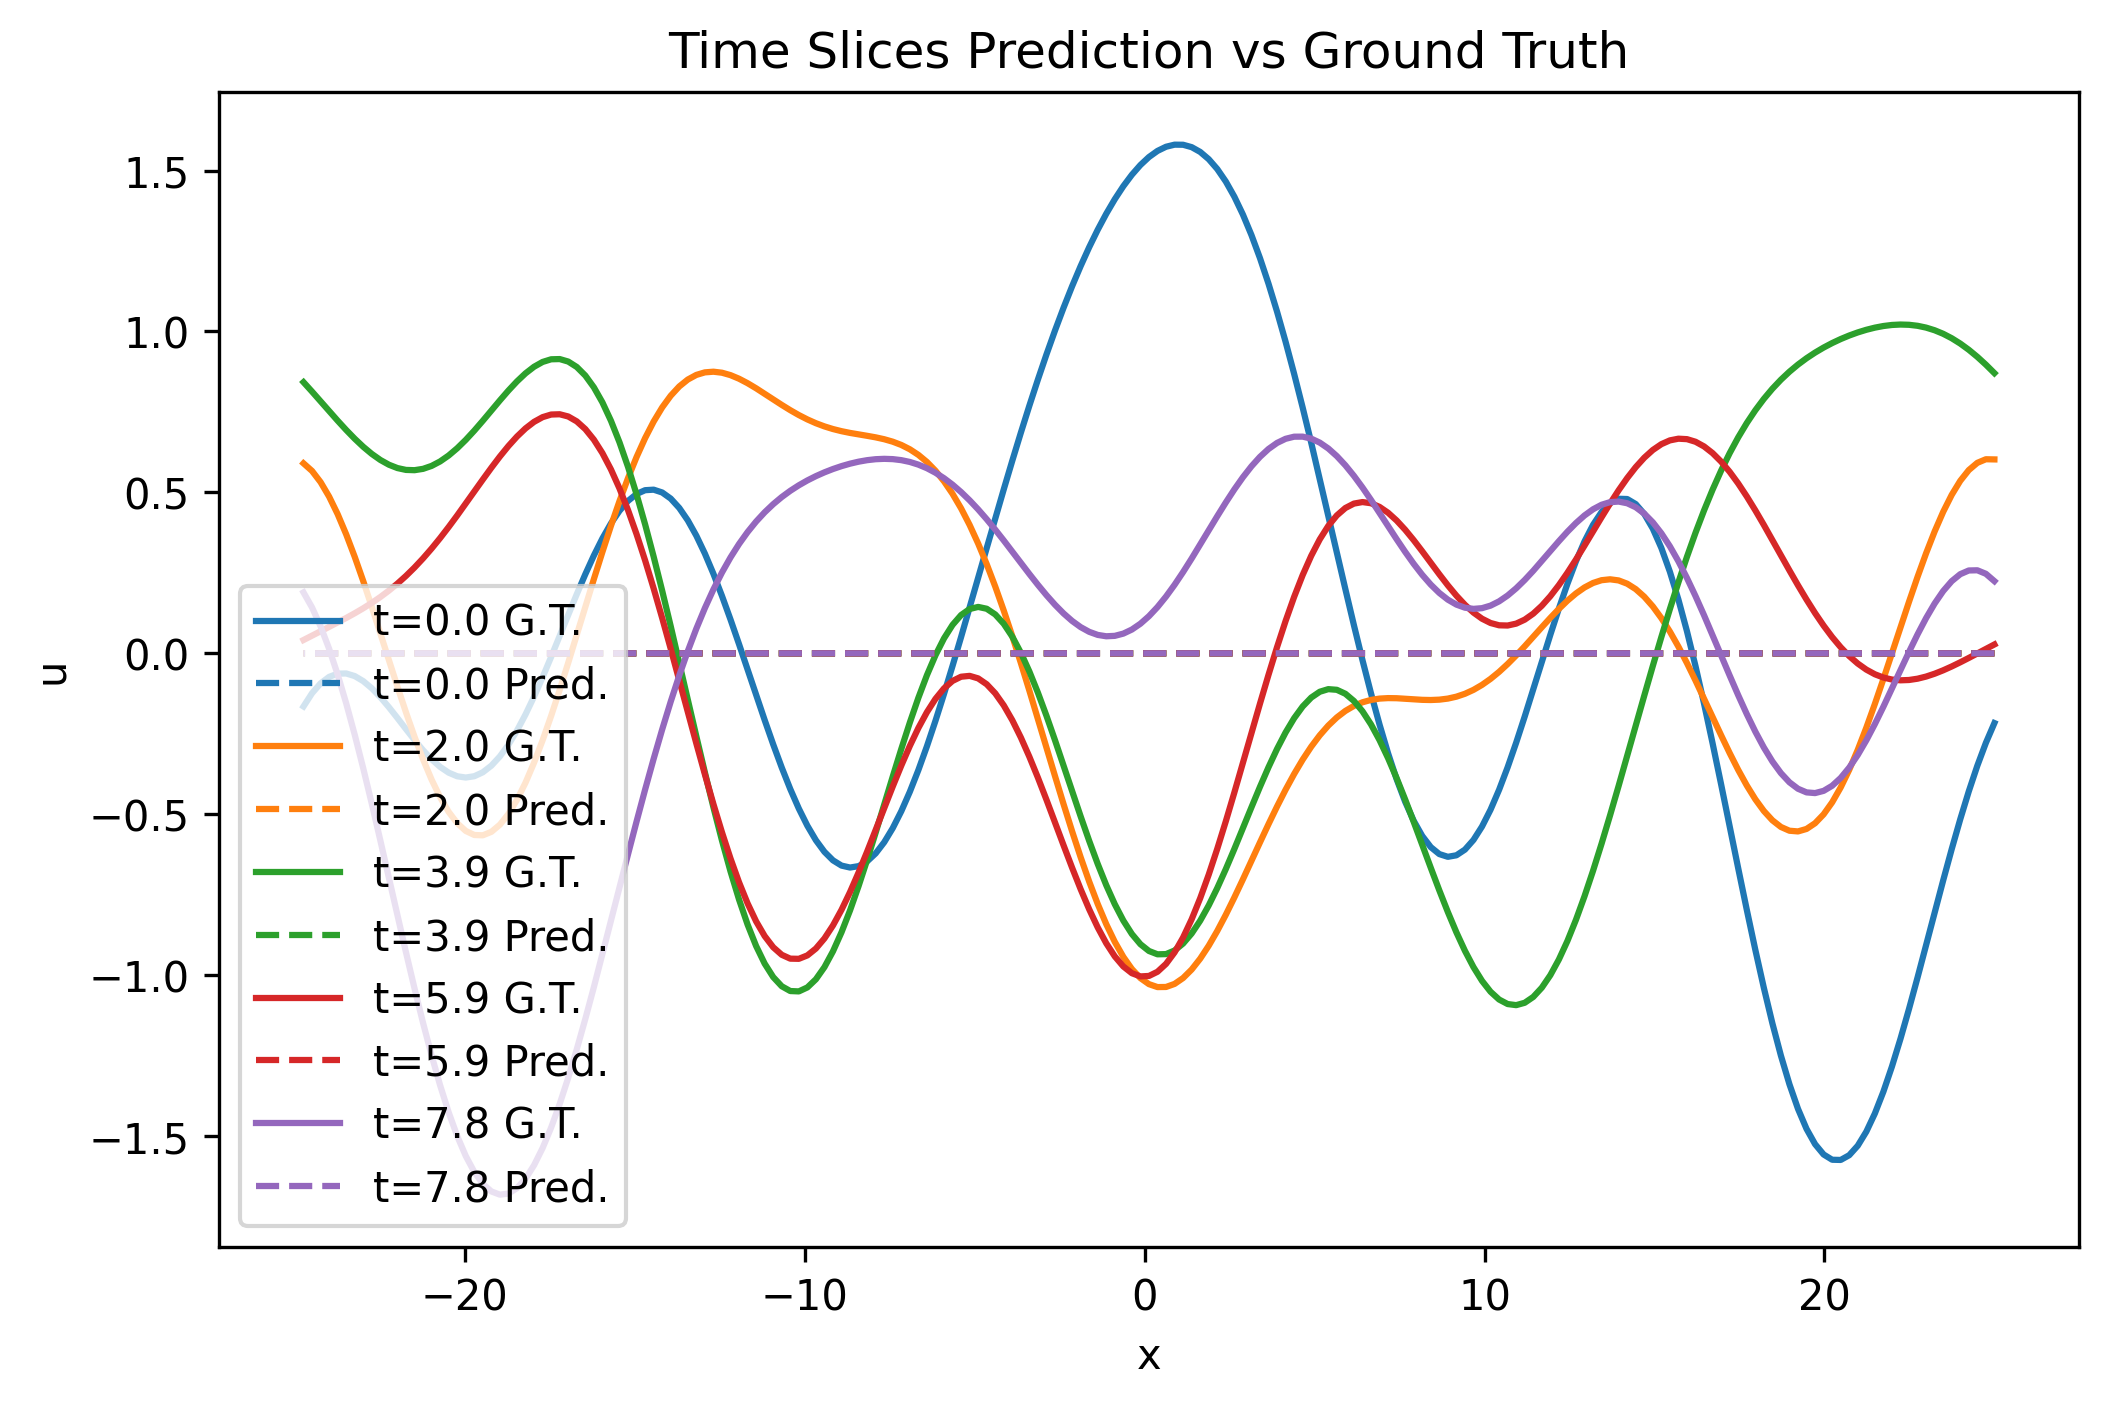 Time Slices Prediction vs Ground Truth
1.5
1.0
0.5
0.0
−0.5
−1.0
−1.5
u
t=0.0 G.T.
t=0.0 Pred.
t=2.0 G.T.
t=2.0 Pred.
t=3.9 G.T.
t=3.9 Pred.
t=5.9 G.T.
t=5.9 Pred.
t=7.8 G.T.
t=7.8 Pred.
−20 −10 0 10 20
x